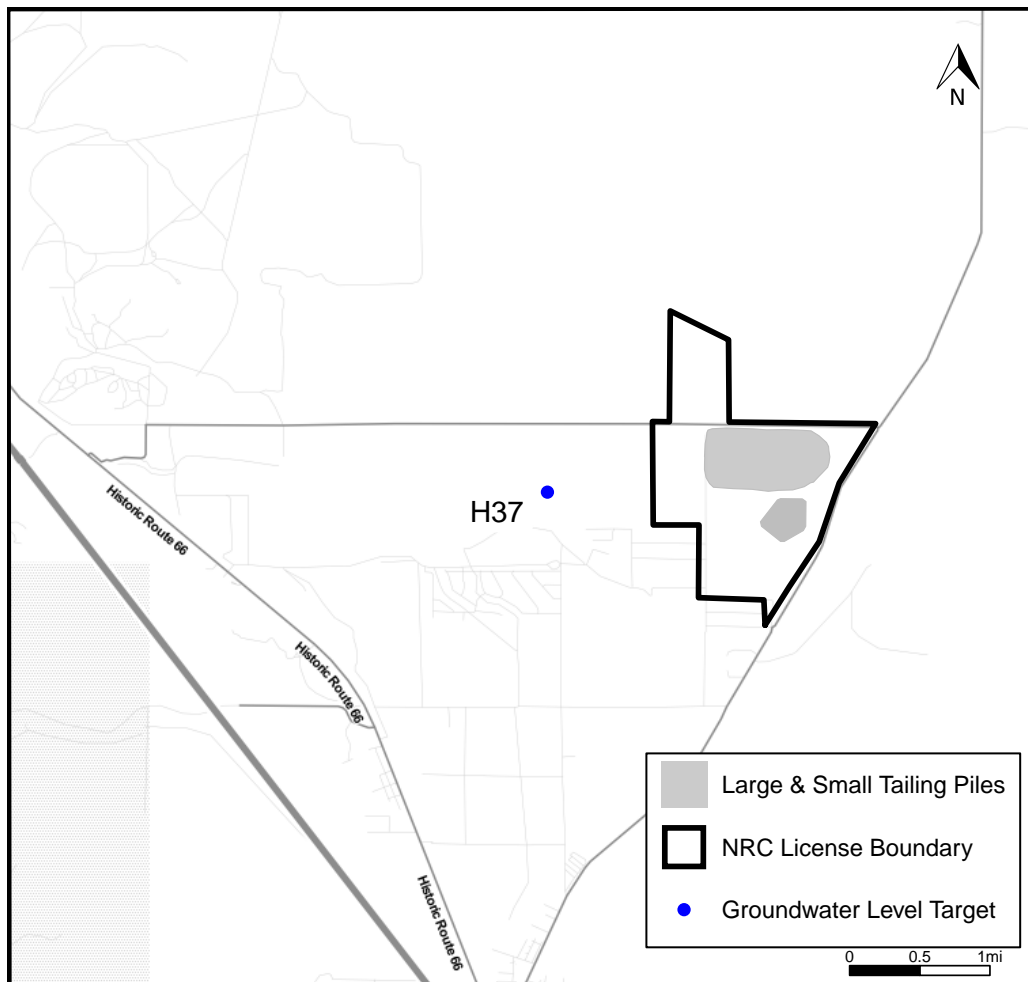 N
H37
Historic Route 66
Historic Route 66
Historic Route 66
Large & Small Tailing Piles
NRC License Boundary
Groundwater Level Target
0 0.5 1mi